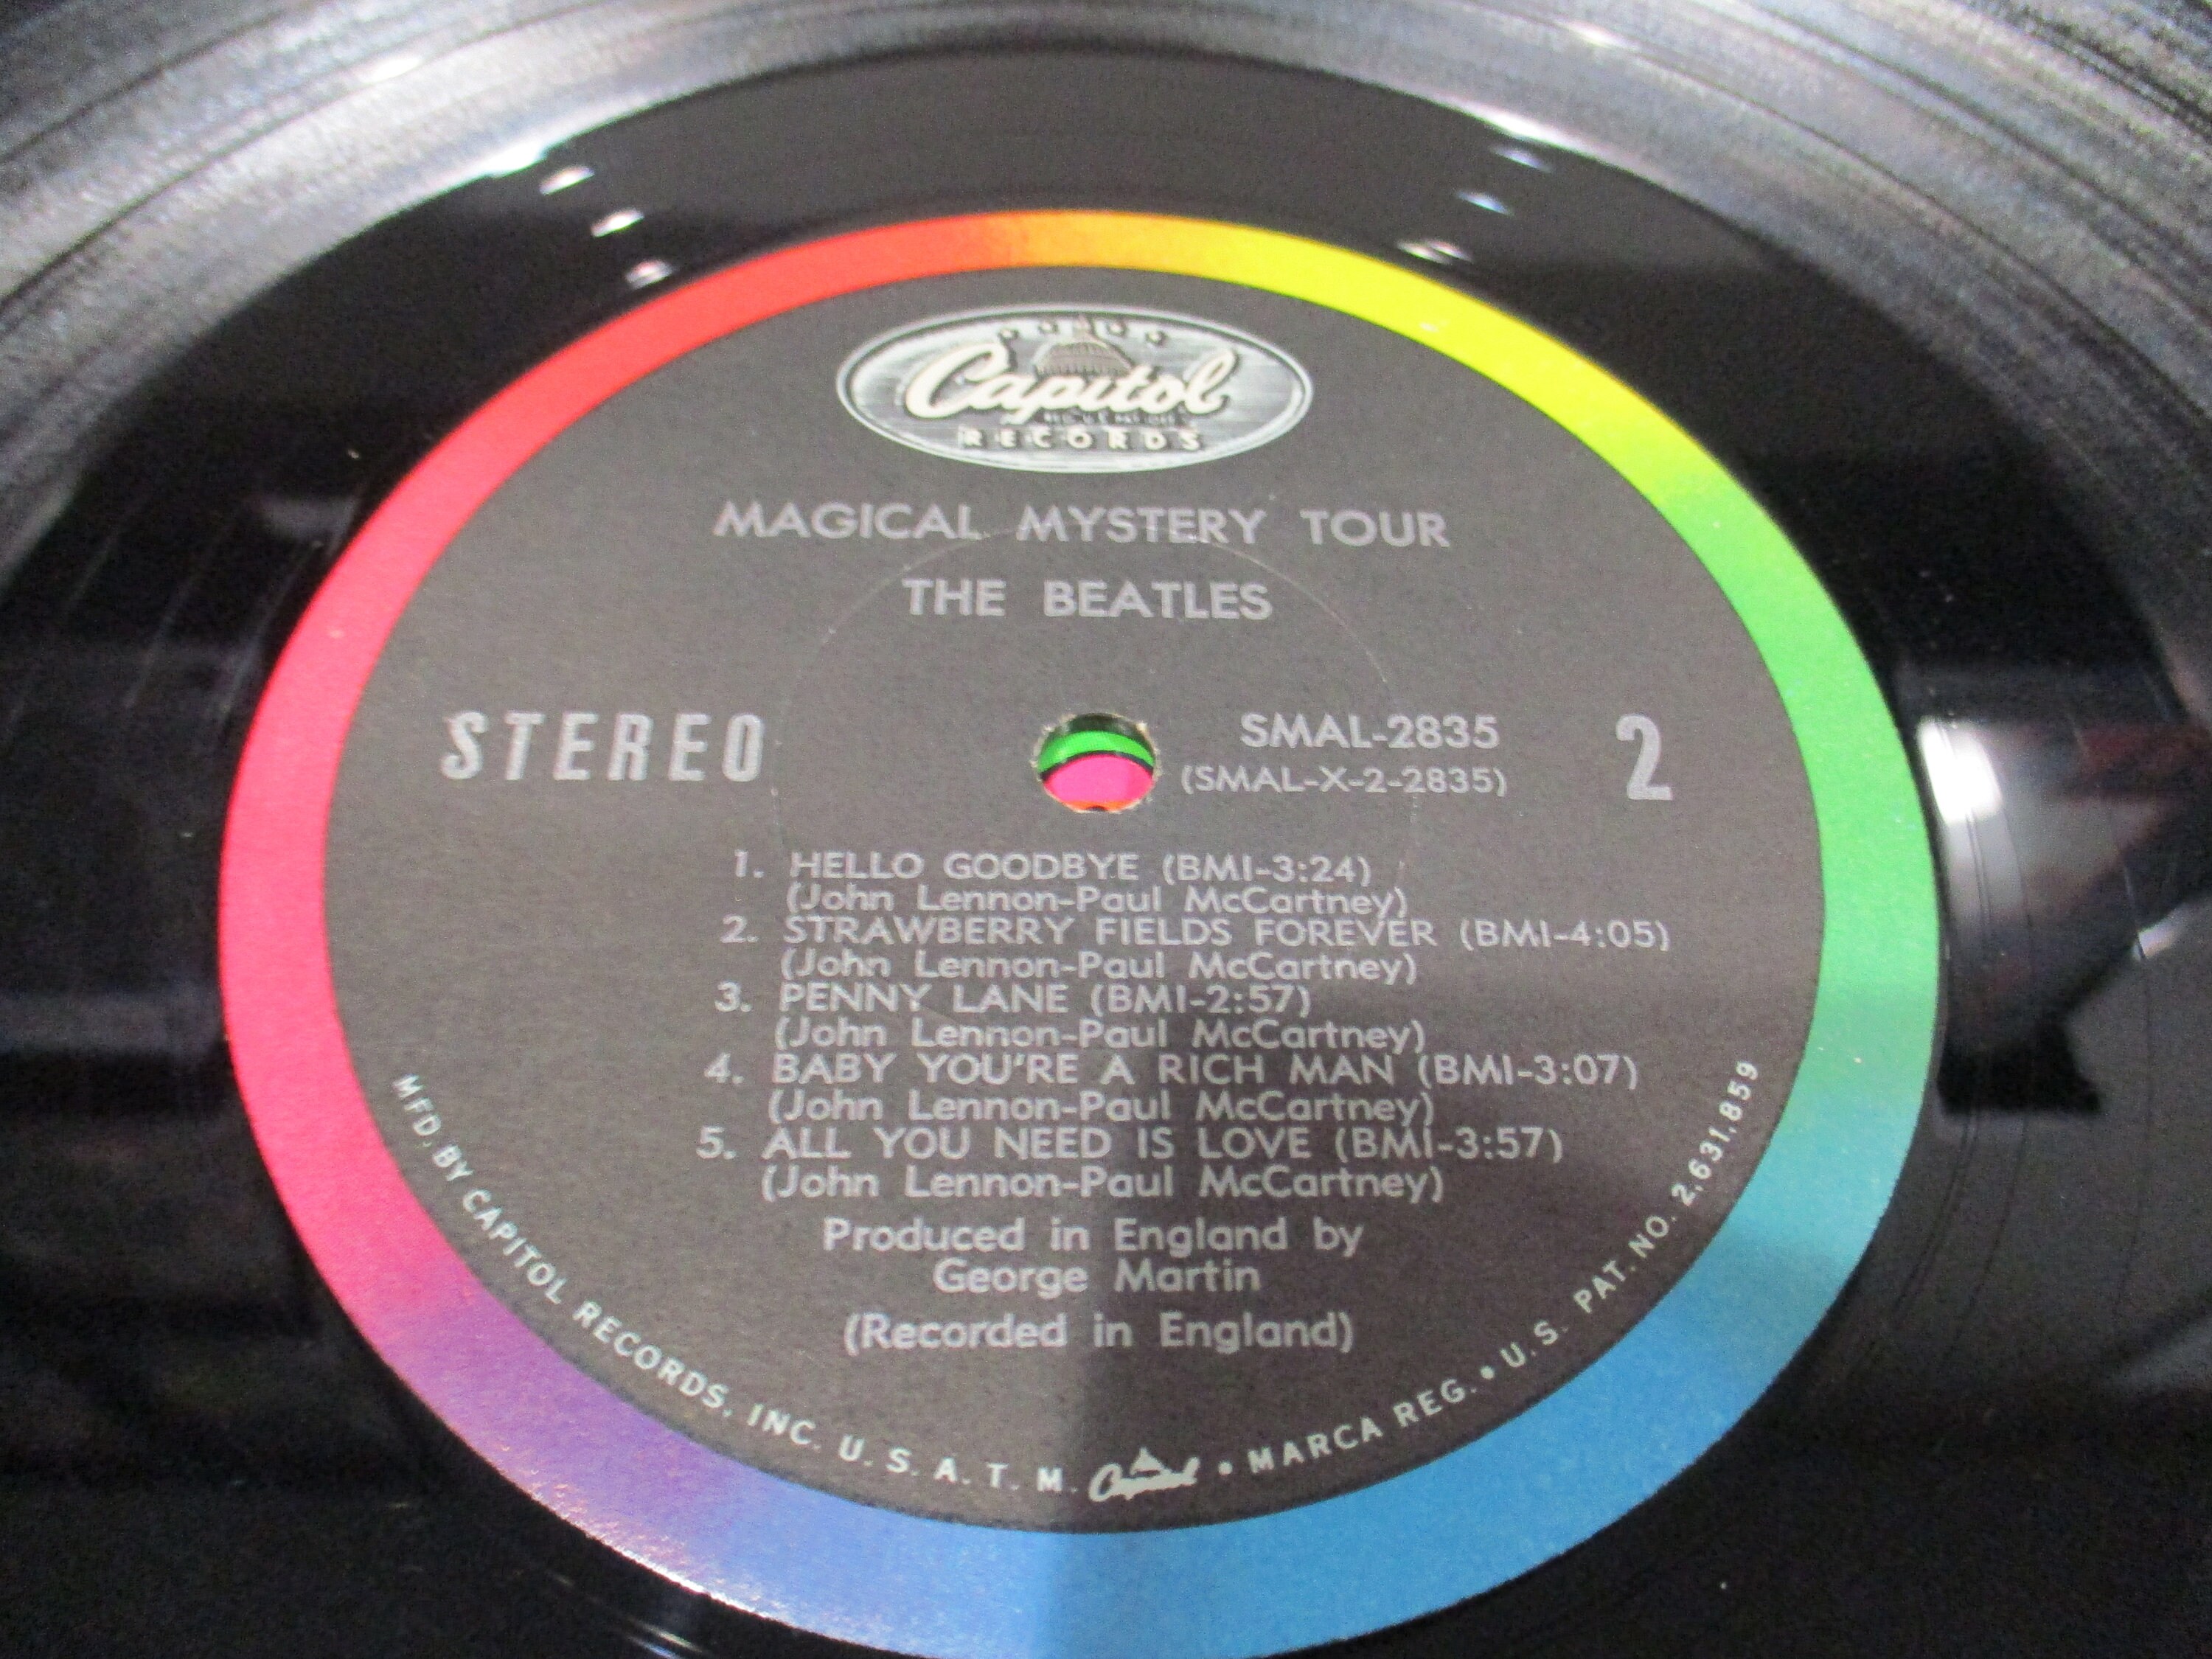 Capitol
RECORDS
MAGICAL MYSTERY TOUR
THE BEATLES
STEREO
SMAL-2835
(SMAL-X-2-2835)
2
1. HELLO GOODBYE (BMI-3:24)
(John Lennon-Paul McCartney)
2. STRAWBERRY FIELDS FOREVER (BMI-4:05)
(John Lennon-Paul McCartney)
3. PENNY LANE (BMI-2:57)
(John Lennon-Paul McCartney)
4. BABY YOU'RE A RICH MAN (BMI-3:07)
(John Lennon-Paul McCartney)
5. ALL YOU NEED IS LOVE (BMI-3:57)
(John Lennon-Paul McCartney)
Produced in England by
George Martin
(Recorded in England)
MFD. BY CAPITOL RECORDS, INC. U. S. A. T. M. Capitol • MARCA REG. • U.S. PAT. NO. 2,631,859